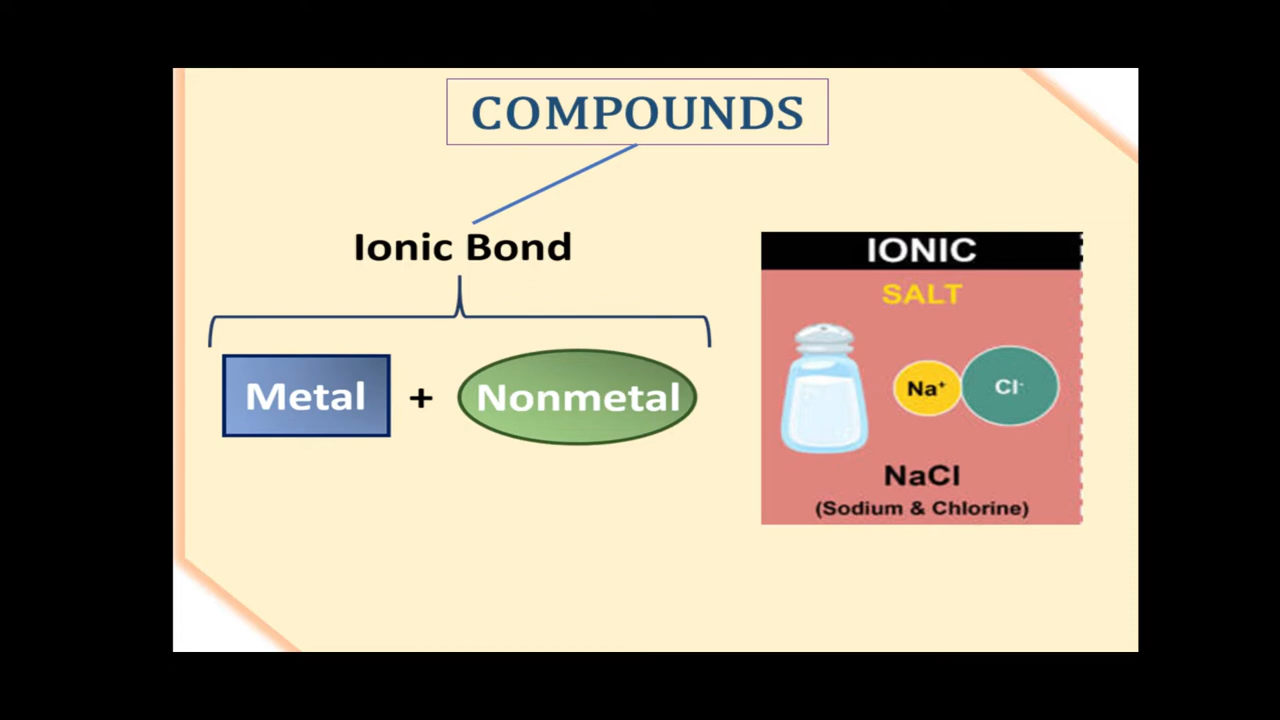 COMPOUNDS
Ionic Bond
Metal + Nonmetal
IONIC
SALT
Na⁺ Cl⁻
NaCl
(Sodium & Chlorine)